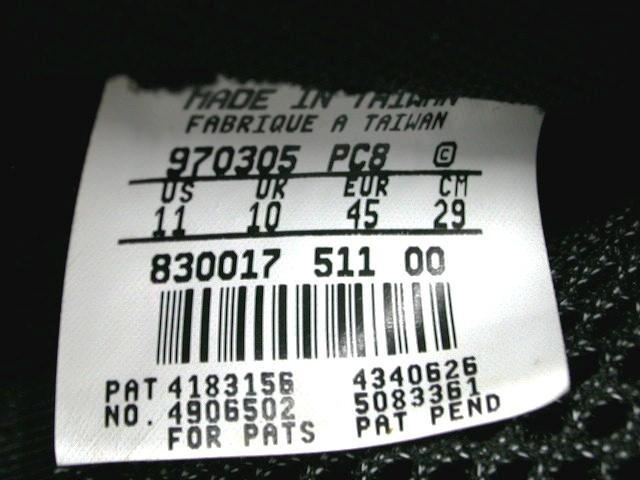 MADE IN TAIWAN
FABRIQUE A TAIWAN
970305 PC8 ©
US UK EUR CM
11 10 45 29
830017 511 00
PAT 4183156 4340626
NO. 4906502 5083361
FOR PATS PAT PEND